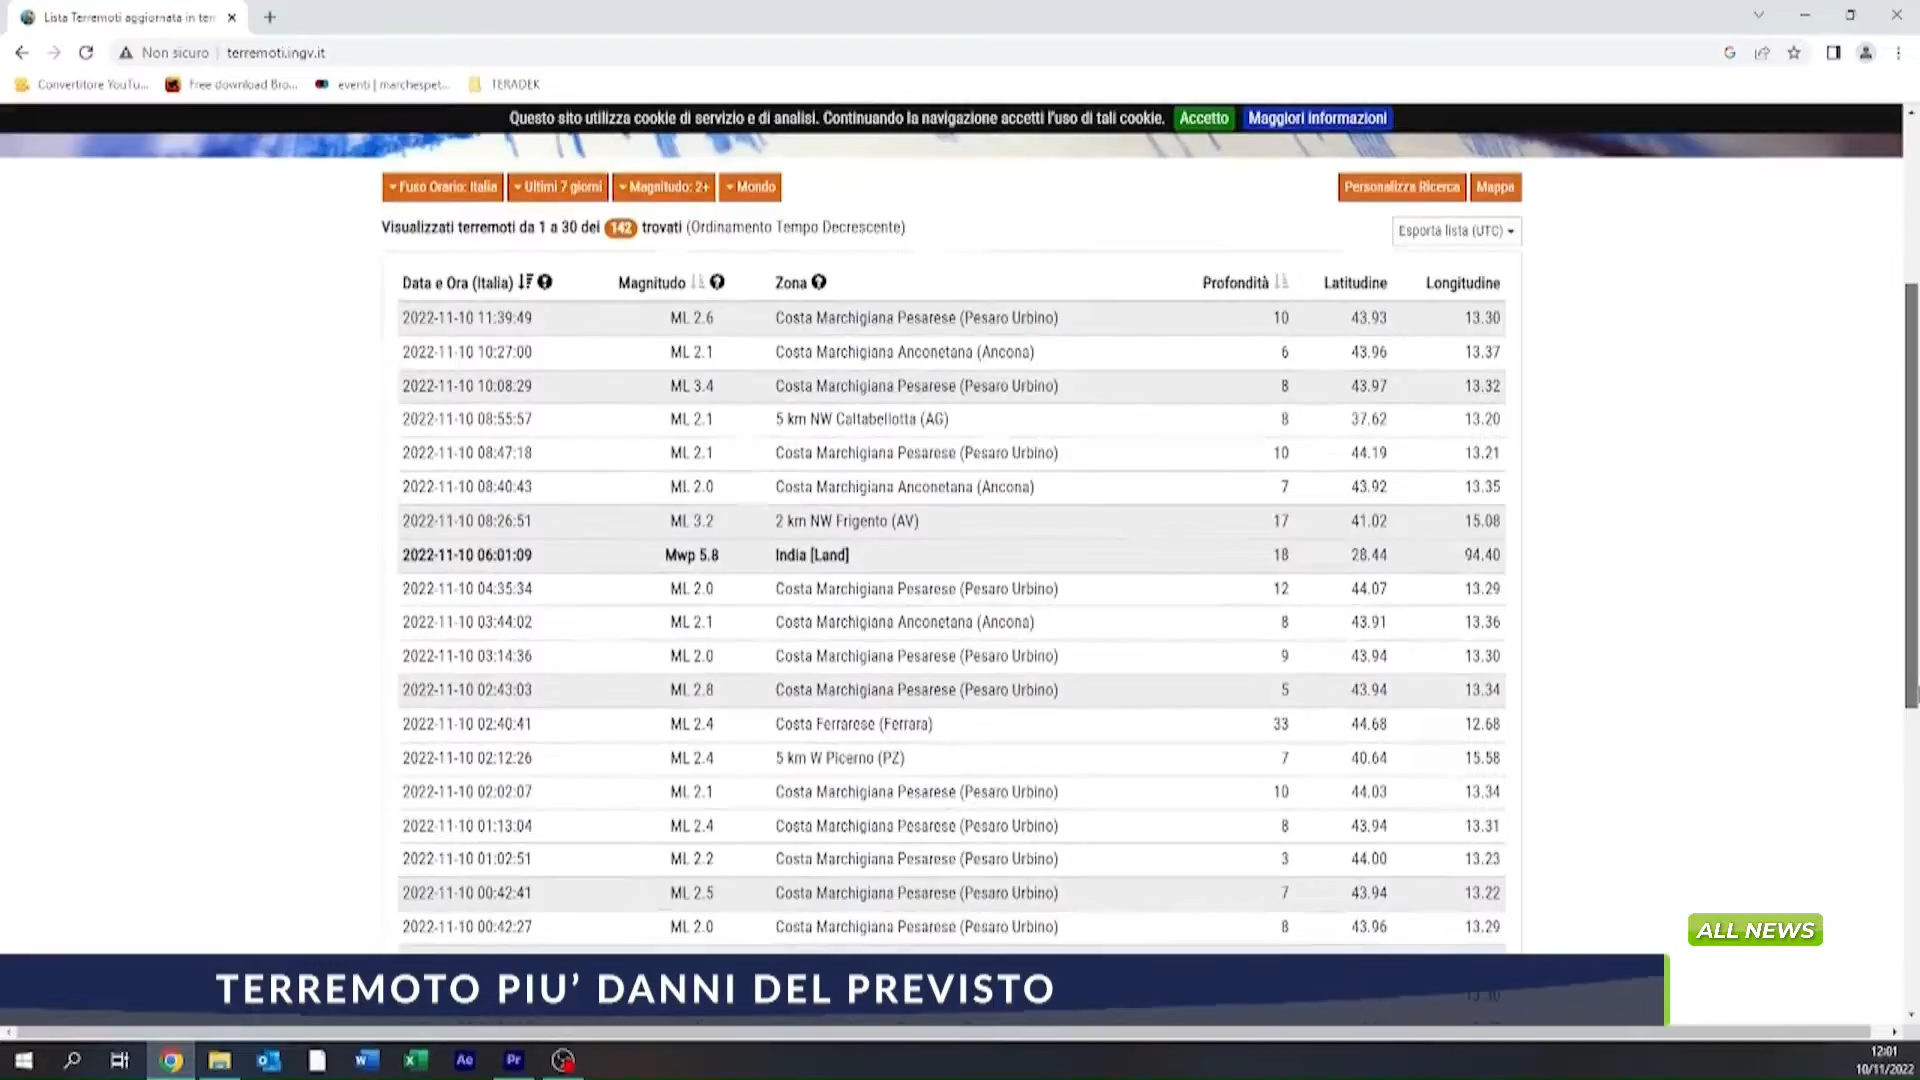 Lista Terremoti aggiornata in ter
Non sicuro terremoti.ingv.it
Convertitore YouTu... Free download Bro... eventi | marchespet... TERADEK
Questo sito utilizza cookie di servizio e di analisi. Continuando la navigazione accetti l'uso di tali cookie. Accetto Maggiori informazioni
Fuso Orario: Italia Ultimi 7 giorni Magnitudo: 2+ Mondo Personalizza Ricerca Mappa
Visualizzati terremoti da 1 a 30 dei 142 trovati (Ordinamento Tempo Decrescente) Esporta lista (UTC)
Data e Ora (Italia) Magnitudo Zona Profondità Latitudine Longitudine
2022-11-10 11:39:49 ML 2.6 Costa Marchigiana Pesarese (Pesaro Urbino) 10 43.93 13.30
2022-11-10 10:27:00 ML 2.1 Costa Marchigiana Anconetana (Ancona) 6 43.96 13.37
2022-11-10 10:08:29 ML 3.4 Costa Marchigiana Pesarese (Pesaro Urbino) 8 43.97 13.32
2022-11-10 08:55:57 ML 2.1 5 km NW Caltabellotta (AG) 8 37.62 13.20
2022-11-10 08:47:18 ML 2.1 Costa Marchigiana Pesarese (Pesaro Urbino) 10 44.19 13.21
2022-11-10 08:40:43 ML 2.0 Costa Marchigiana Anconetana (Ancona) 7 43.92 13.35
2022-11-10 08:26:51 ML 3.2 2 km NW Frigento (AV) 17 41.02 15.08
2022-11-10 06:01:09 Mwp 5.8 India [Land] 18 28.44 94.40
2022-11-10 04:35:34 ML 2.0 Costa Marchigiana Pesarese (Pesaro Urbino) 12 44.07 13.29
2022-11-10 03:44:02 ML 2.1 Costa Marchigiana Anconetana (Ancona) 8 43.91 13.36
2022-11-10 03:14:36 ML 2.0 Costa Marchigiana Pesarese (Pesaro Urbino) 9 43.94 13.30
2022-11-10 02:43:03 ML 2.8 Costa Marchigiana Pesarese (Pesaro Urbino) 5 43.94 13.34
2022-11-10 02:40:41 ML 2.4 Costa Ferrarese (Ferrara) 33 44.68 12.68
2022-11-10 02:12:26 ML 2.4 5 km W Picerno (PZ) 7 40.64 15.58
2022-11-10 02:02:07 ML 2.1 Costa Marchigiana Pesarese (Pesaro Urbino) 10 44.03 13.34
2022-11-10 01:13:04 ML 2.4 Costa Marchigiana Pesarese (Pesaro Urbino) 8 43.94 13.31
2022-11-10 01:02:51 ML 2.2 Costa Marchigiana Pesarese (Pesaro Urbino) 3 44.00 13.23
2022-11-10 00:42:41 ML 2.5 Costa Marchigiana Pesarese (Pesaro Urbino) 7 43.94 13.22
2022-11-10 00:42:27 ML 2.0 Costa Marchigiana Pesarese (Pesaro Urbino) 8 43.96 13.29
ALL NEWS
TERREMOTO PIU' DANNI DEL PREVISTO
12:01
10/11/2022